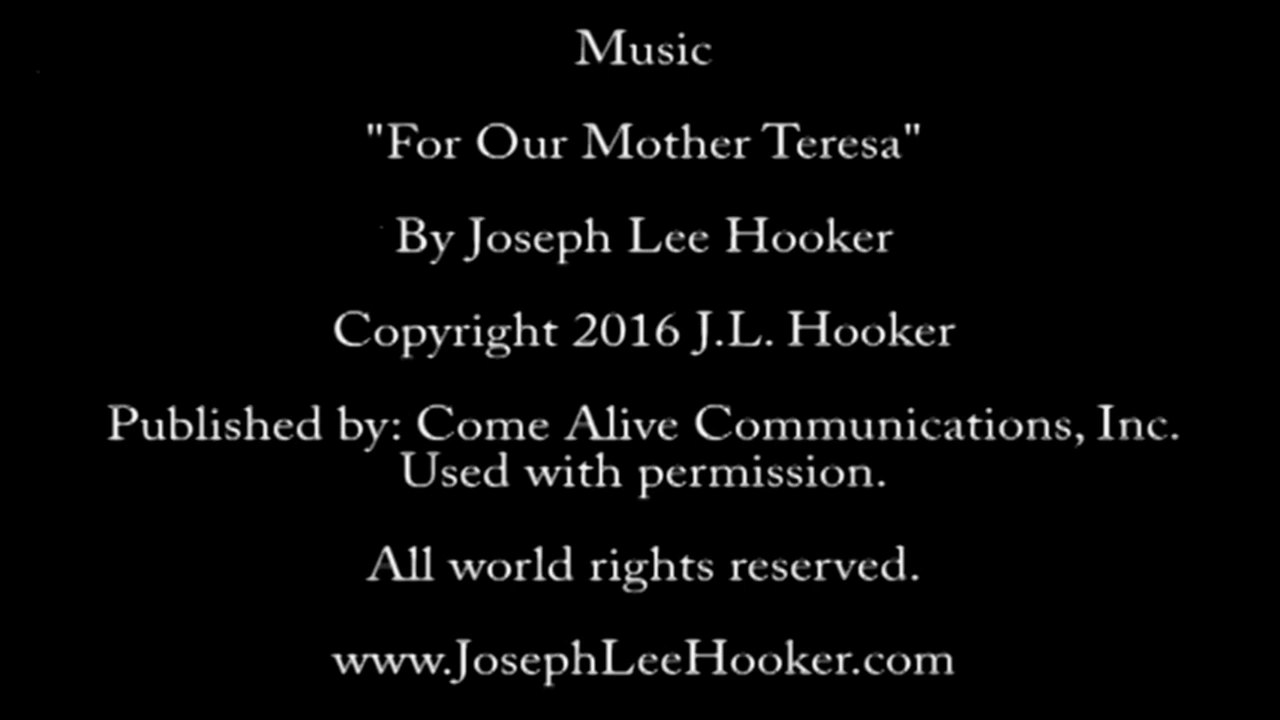 Music
"For Our Mother Teresa"
By Joseph Lee Hooker
Copyright 2016 J.L. Hooker
Published by: Come Alive Communications, Inc.
Used with permission.
All world rights reserved.
www.JosephLeeHooker.com